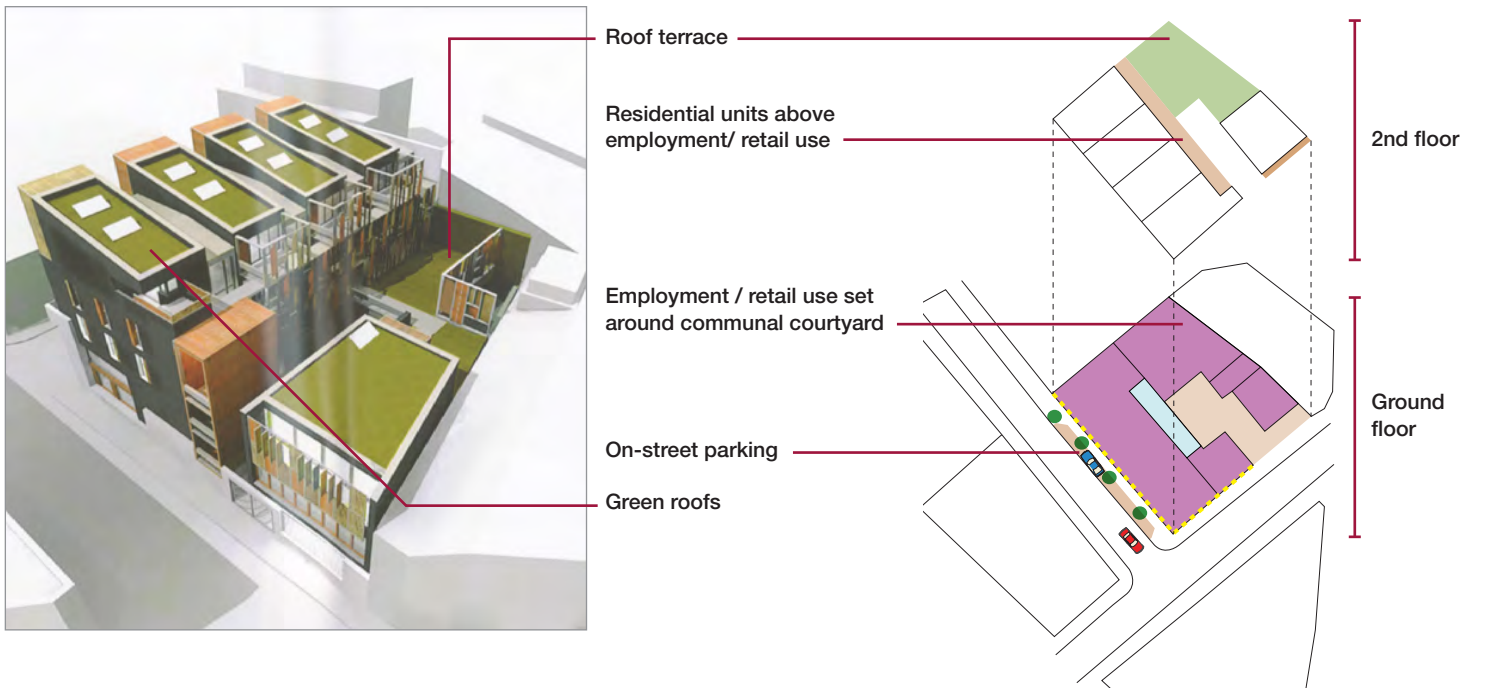 Roof terrace
Residential units above
employment/ retail use
2nd floor
Employment / retail use set
around communal courtyard
Ground
floor
On-street parking
Green roofs